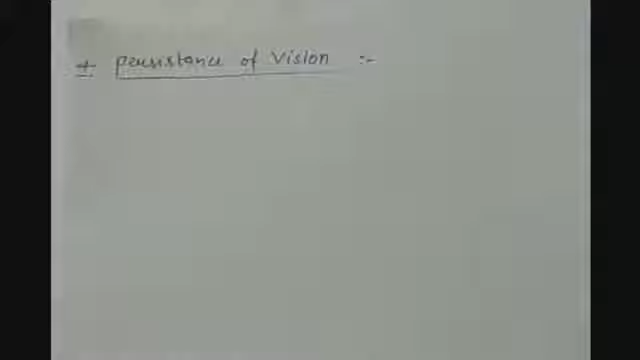 + Persistance of Vision :-